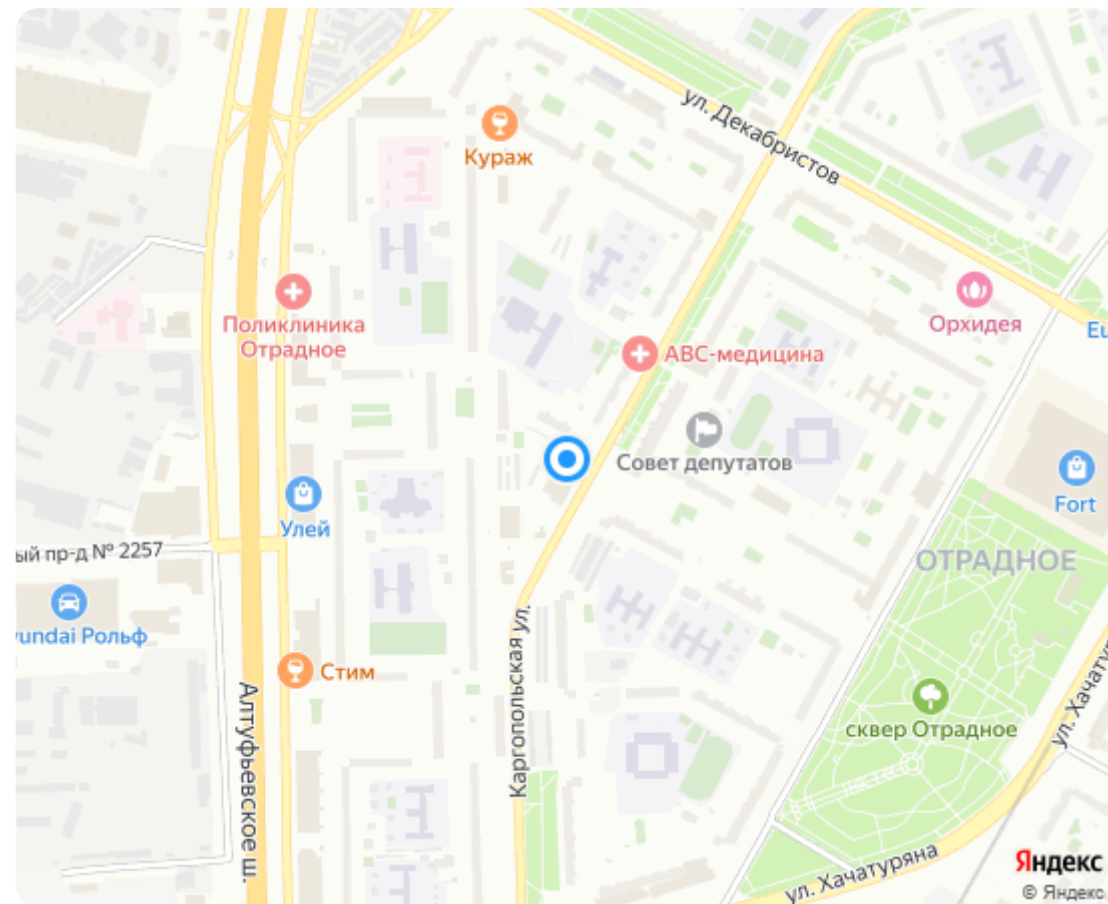 ул. Декабристов
Кураж
Поликлиника
Отрадное
Орхидея
Eu
АВС-медицина
Совет депутатов
Улей
Fort
ый пр-д № 2257
ОТРАДНОЕ
yundai Рольф
Стим
Каргопольская ул.
Алтуфьевское ш.
сквер Отрадное
ул. Хачатур
ул. Хачатуряна
Яндекс
© Яндекс